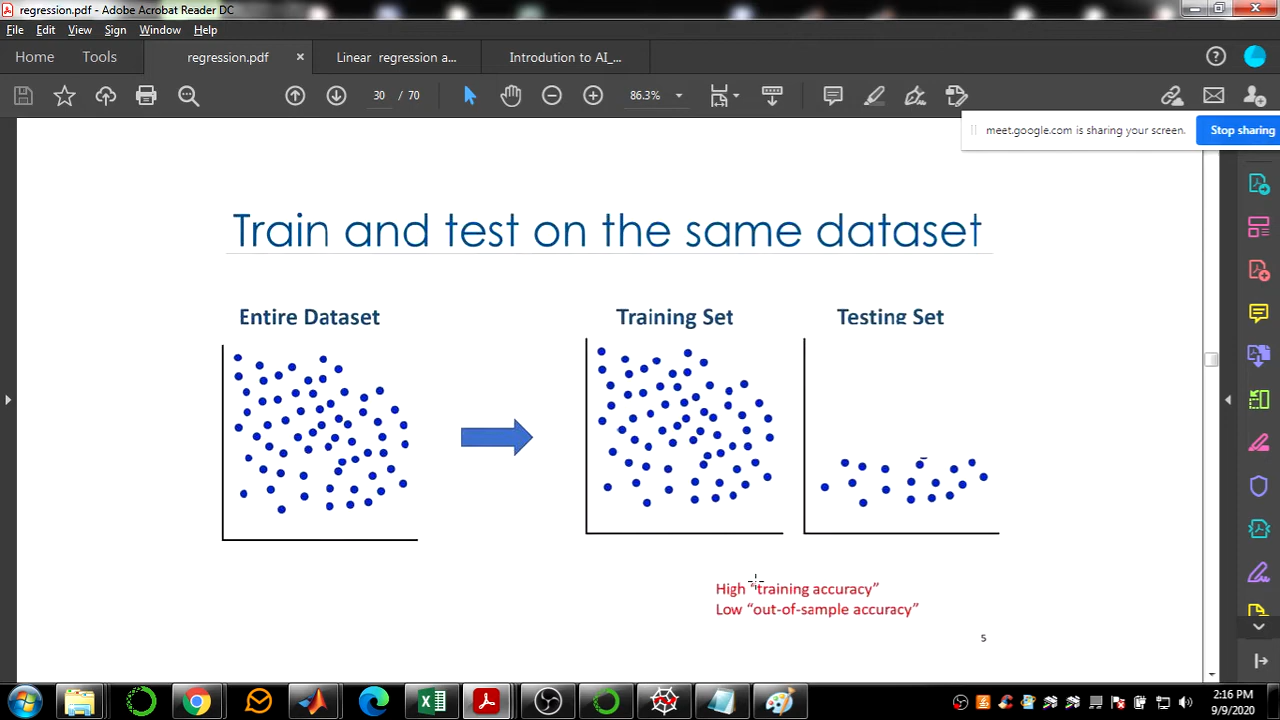 regression.pdf - Adobe Acrobat Reader DC
File Edit View Sign Window Help
Home Tools regression.pdf × Linear regression a... Introdution to AI_...
30 / 70 86.3%
meet.google.com is sharing your screen. Stop sharing
Train and test on the same dataset
Entire Dataset Training Set Testing Set
High “training accuracy”
Low “out-of-sample accuracy”
5
2:16 PM
9/9/2020